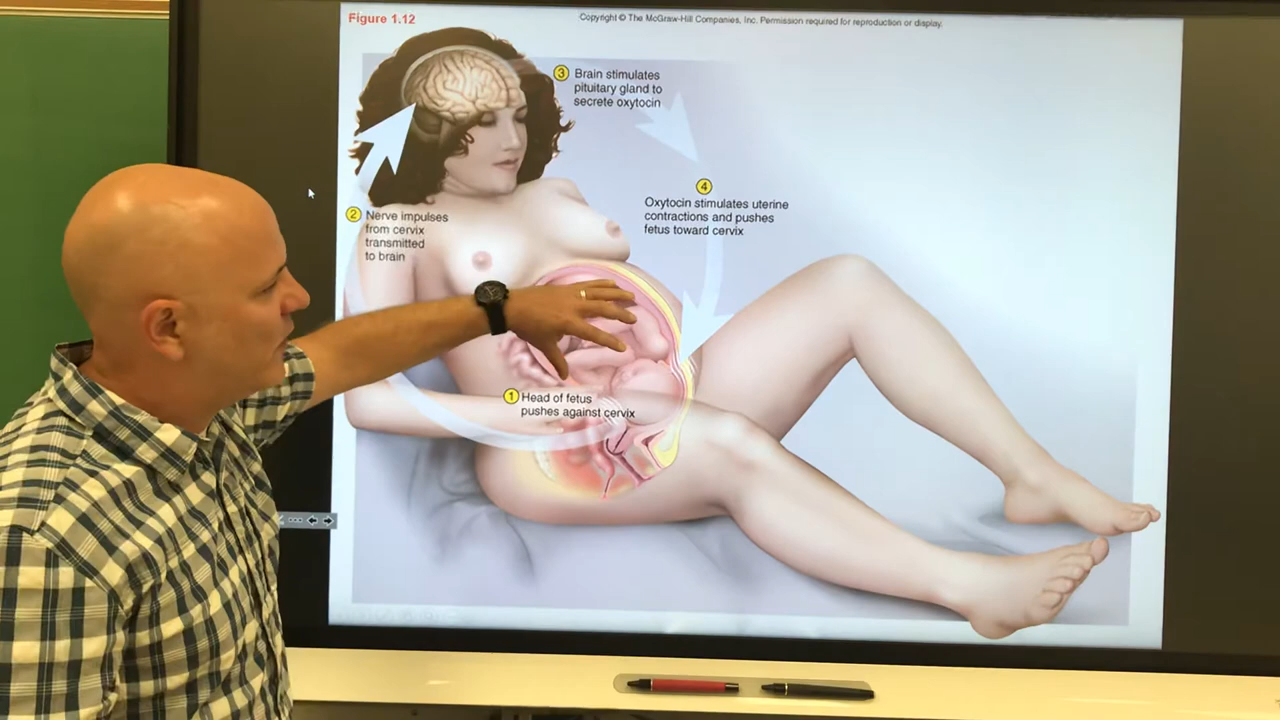 Figure 1.12
Copyright © The McGraw-Hill Companies, Inc. Permission required for reproduction or display.
3 Brain stimulates
pituitary gland to
secrete oxytocin
4
Oxytocin stimulates uterine
contractions and pushes
fetus toward cervix
2 Nerve impulses
from cervix
transmitted
to brain
1 Head of fetus
pushes against cervix